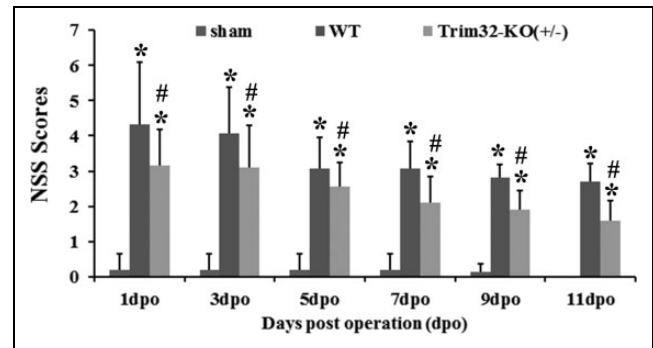 sham WT Trim32-KO(+/-)
7
6
5
4
3
2
1
0
NSS Scores
* # * * # * * # * * # * * # * * # *
1dpo 3dpo 5dpo 7dpo 9dpo 11dpo
Days post operation (dpo)